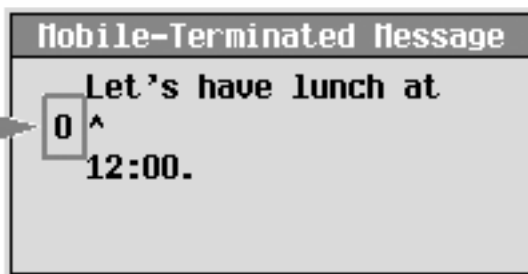 Mobile-Terminated Message
Let's have lunch at
0 ^
12:00.